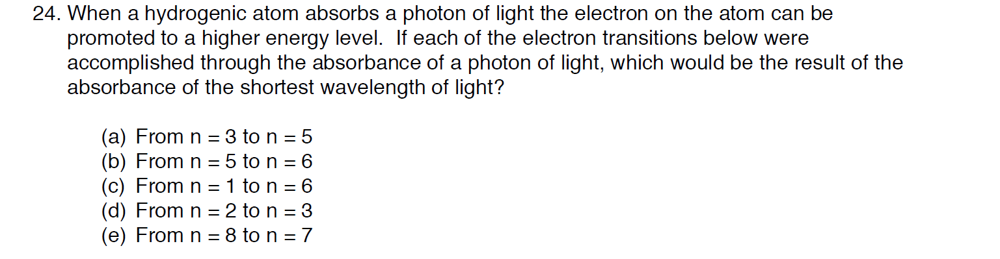 24. When a hydrogenic atom absorbs a photon of light the electron on the atom can be
promoted to a higher energy level.  If each of the electron transitions below were
accomplished through the absorbance of a photon of light, which would be the result of the
absorbance of the shortest wavelength of light?
(a) From n = 3 to n = 5
(b) From n = 5 to n = 6
(c) From n = 1 to n = 6
(d) From n = 2 to n = 3
(e) From n = 8 to n = 7